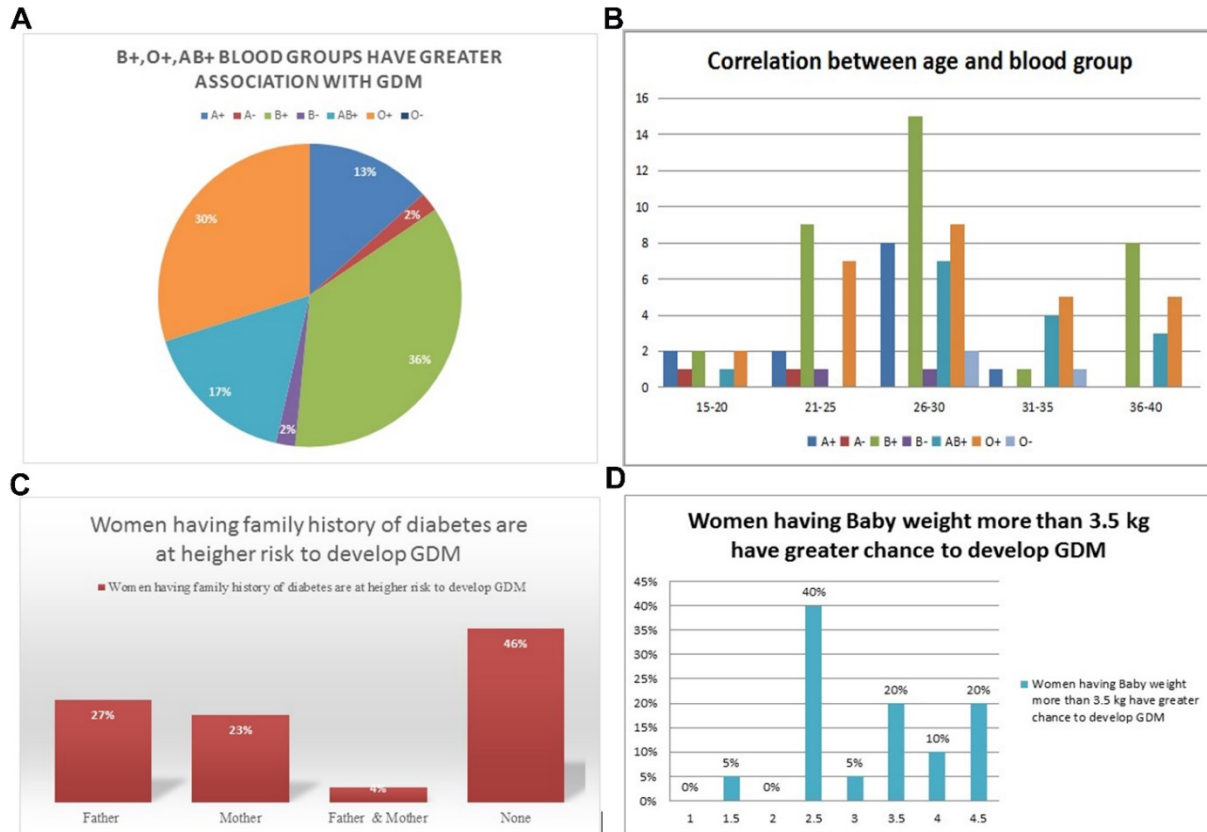 A
B+,O+,AB+ BLOOD GROUPS HAVE GREATER
ASSOCIATION WITH GDM
A+ A- B+ B- AB+ O+ O-
13%
2%
36%
2%
17%
30%
B
Correlation between age and blood group
16
14
12
10
8
6
4
2
0
15-20 21-25 26-30 31-35 36-40
A+ A- B+ B- AB+ O+ O-
C
Women having family history of diabetes are
at heigher risk to develop GDM
Women having family history of diabetes are at heigher risk to develop GDM
27%
23%
4%
46%
Father Mother Father & Mother None
D
Women having Baby weight more than 3.5 kg
have greater chance to develop GDM
45%
40%
35%
30%
25%
20%
15%
10%
5%
0%
0% 5% 0% 40% 5% 20% 10% 20%
1 1.5 2 2.5 3 3.5 4 4.5
Women having Baby weight
more than 3.5 kg have greater
chance to develop GDM